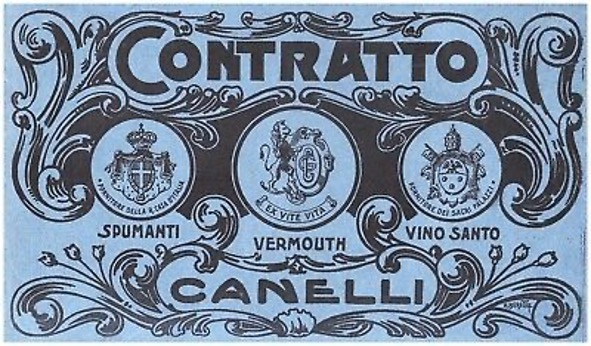 CONTRATTO
FORNITORE DELLA R. CASA D'ITALIA
EX VITE VITA
FORNITORE DEI SACRI PALAZZI
SPUMANTI
VERMOUTH
VINO SANTO
CANELLI